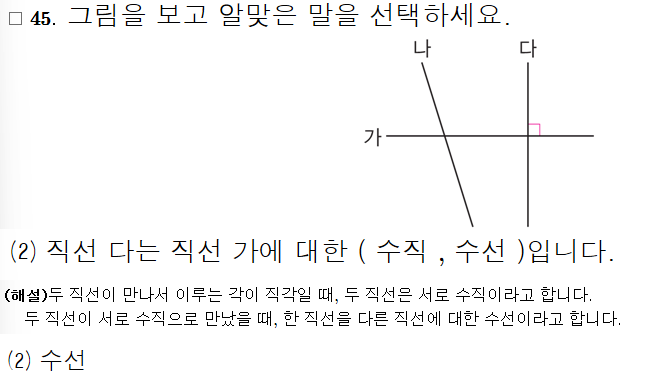 □ 45. 그림을 보고 알맞은 말을 선택하세요.
나 다
가
(2) 직선 다는 직선 가에 대한 ( 수직 , 수선 )입니다.
(해설)두 직선이 만나서 이루는 각이 직각일 때, 두 직선은 서로 수직이라고 합니다.
두 직선이 서로 수직으로 만났을 때, 한 직선을 다른 직선에 대한 수선이라고 합니다.
(2) 수선